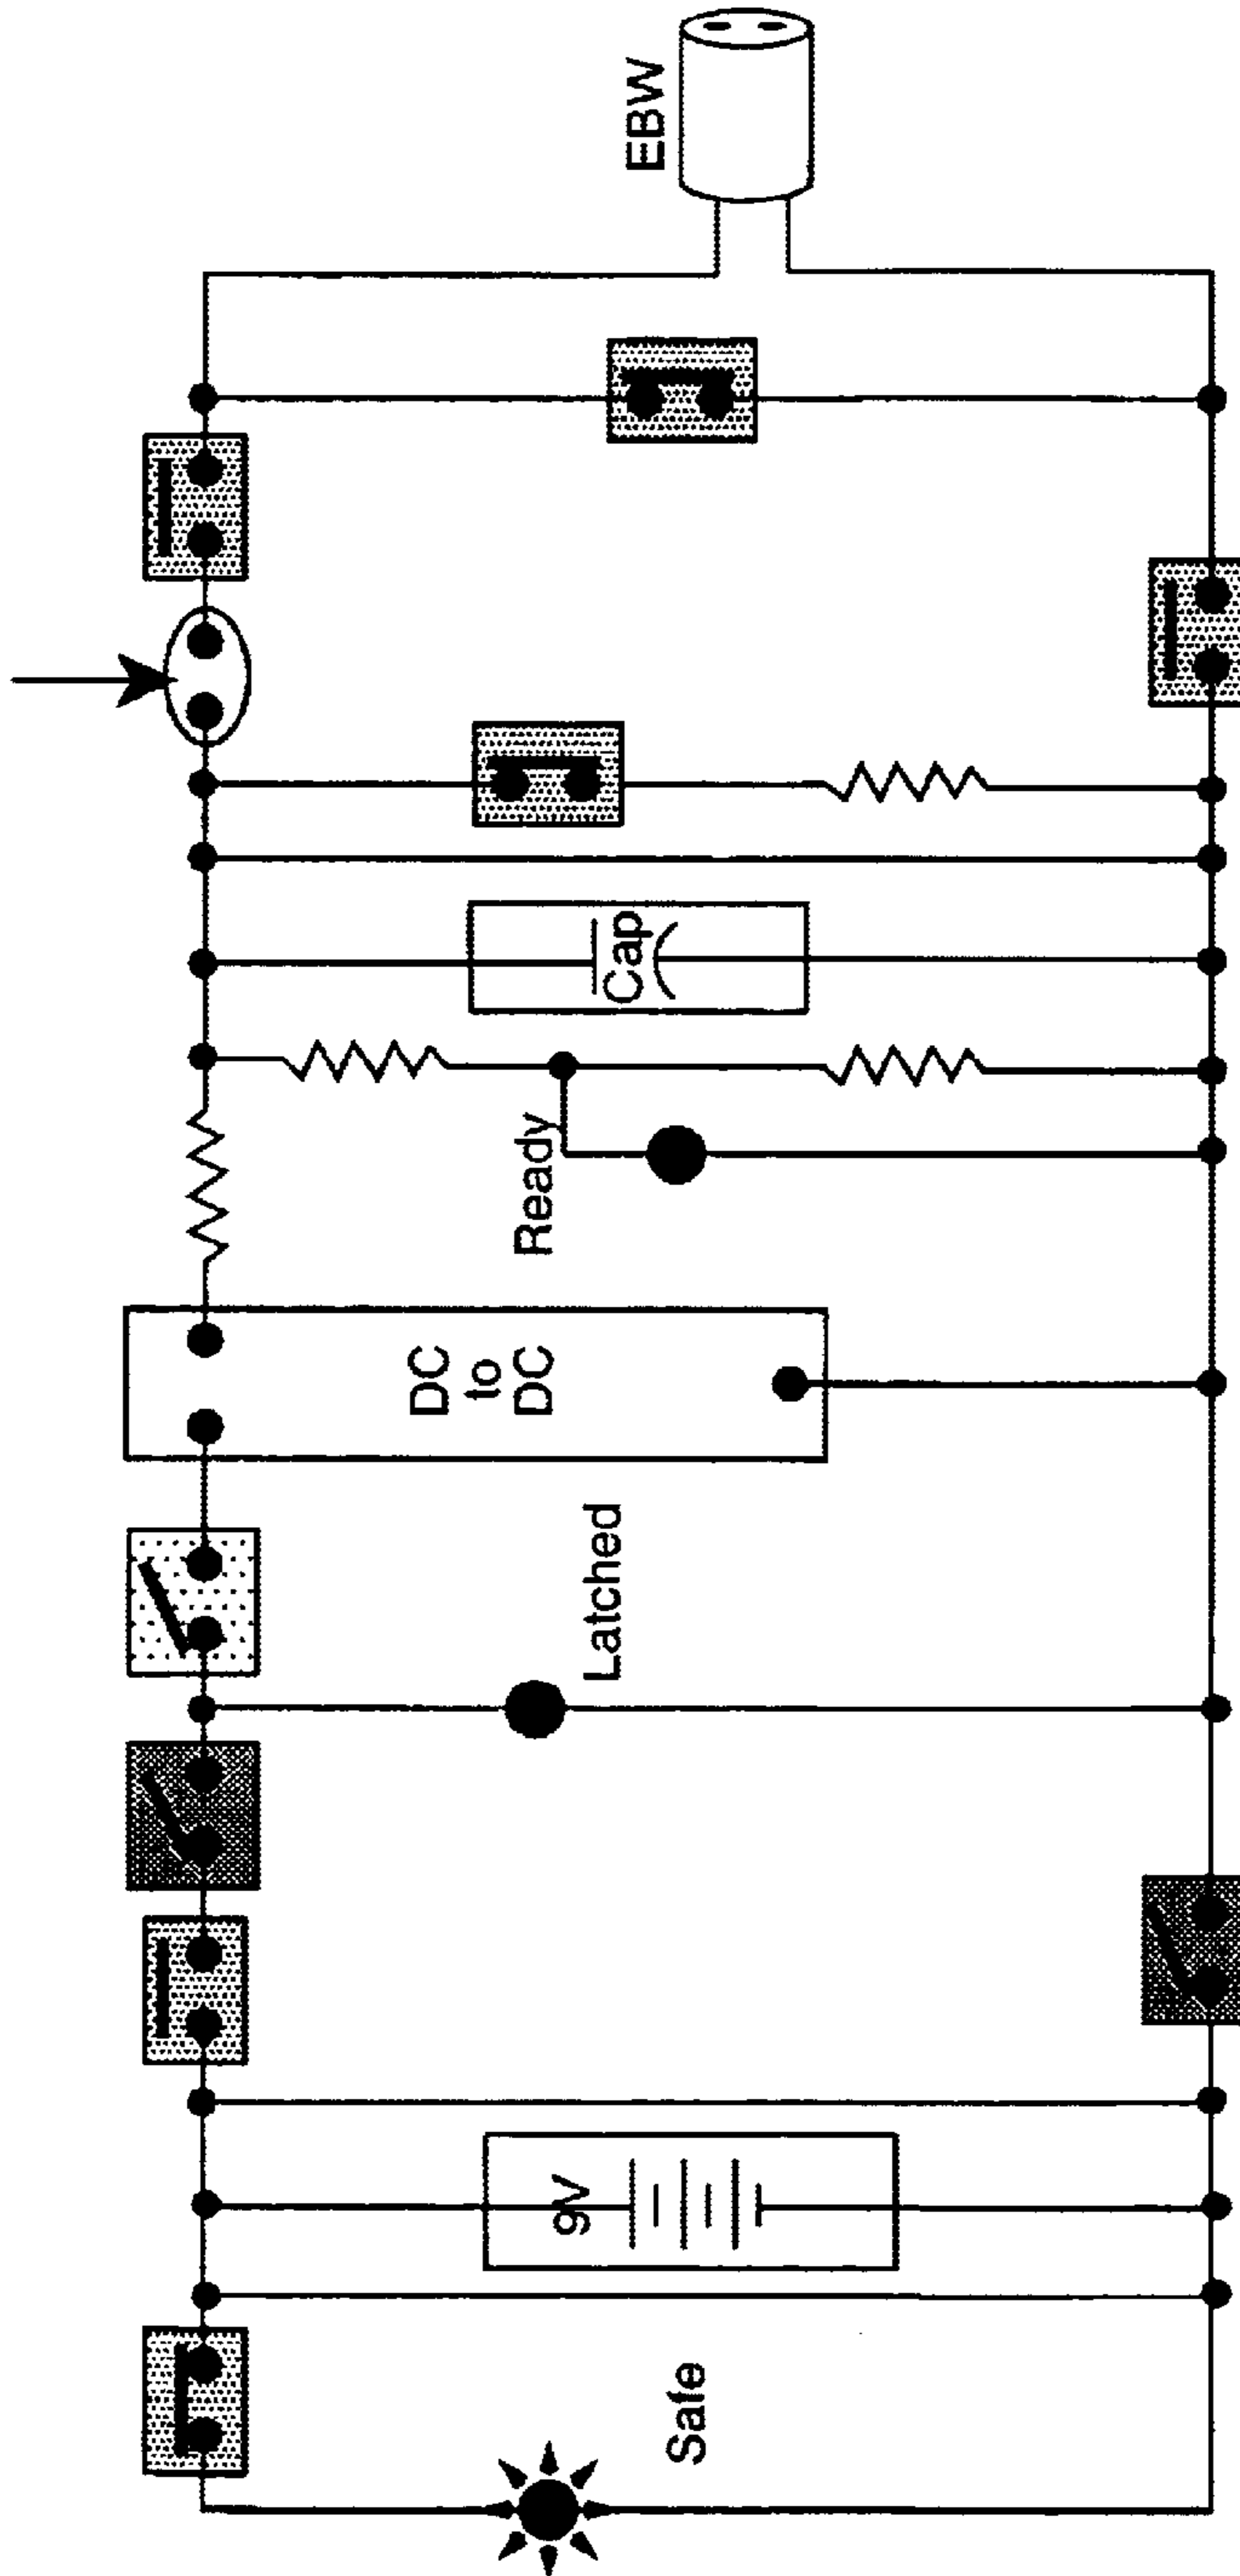 Safe
9V
Latched
DC
to
DC
Ready
Cap
EBW